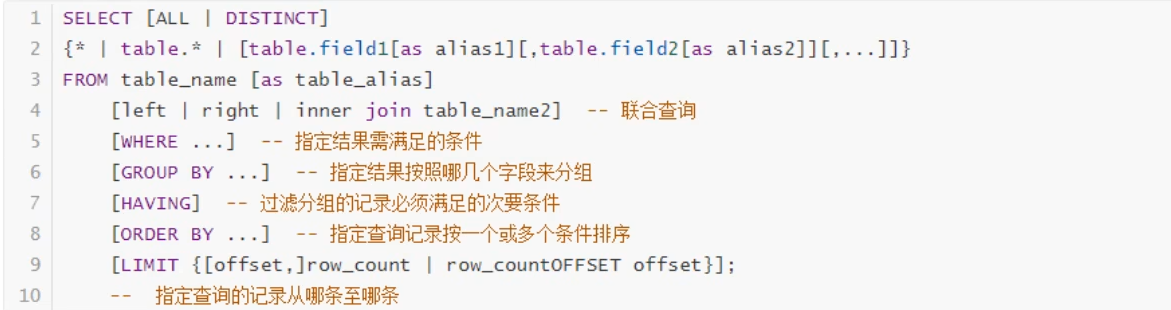 1 SELECT [ALL | DISTINCT]
2 {* | table.* | [table.field1[as alias1][,table.field2[as alias2]][,...]]}
3 FROM table_name [as table_alias]
4     [left | right | inner join table_name2]  -- 联合查询
5     [WHERE ...]  -- 指定结果需满足的条件
6     [GROUP BY ...]  -- 指定结果按照哪几个字段来分组
7     [HAVING]  -- 过滤分组的记录必须满足的次要条件
8     [ORDER BY ...]  -- 指定查询记录按一个或多个条件排序
9     [LIMIT {[offset,]row_count | row_countOFFSET offset}];
10     --  指定查询的记录从哪条至哪条